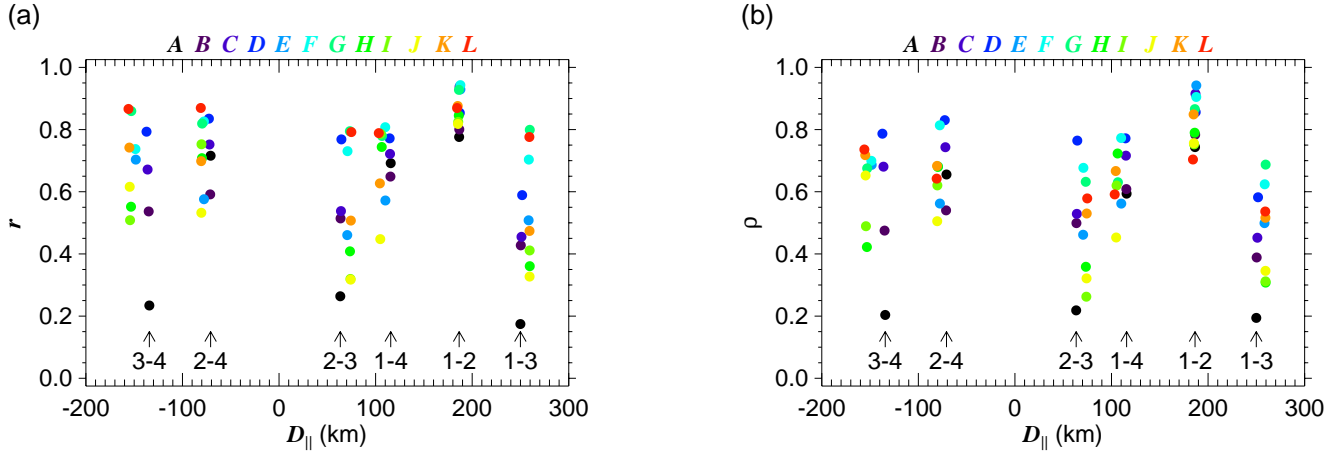 (a)
A B C D E F G H I J K L
1.0
0.8
0.6
0.4
0.2
0.0
r
3-4 2-4 2-3 1-4 1-2 1-3
-200 -100 0 100 200 300
D|| (km)
(b)
A B C D E F G H I J K L
1.0
0.8
0.6
0.4
0.2
0.0
ρ
3-4 2-4 2-3 1-4 1-2 1-3
-200 -100 0 100 200 300
D|| (km)